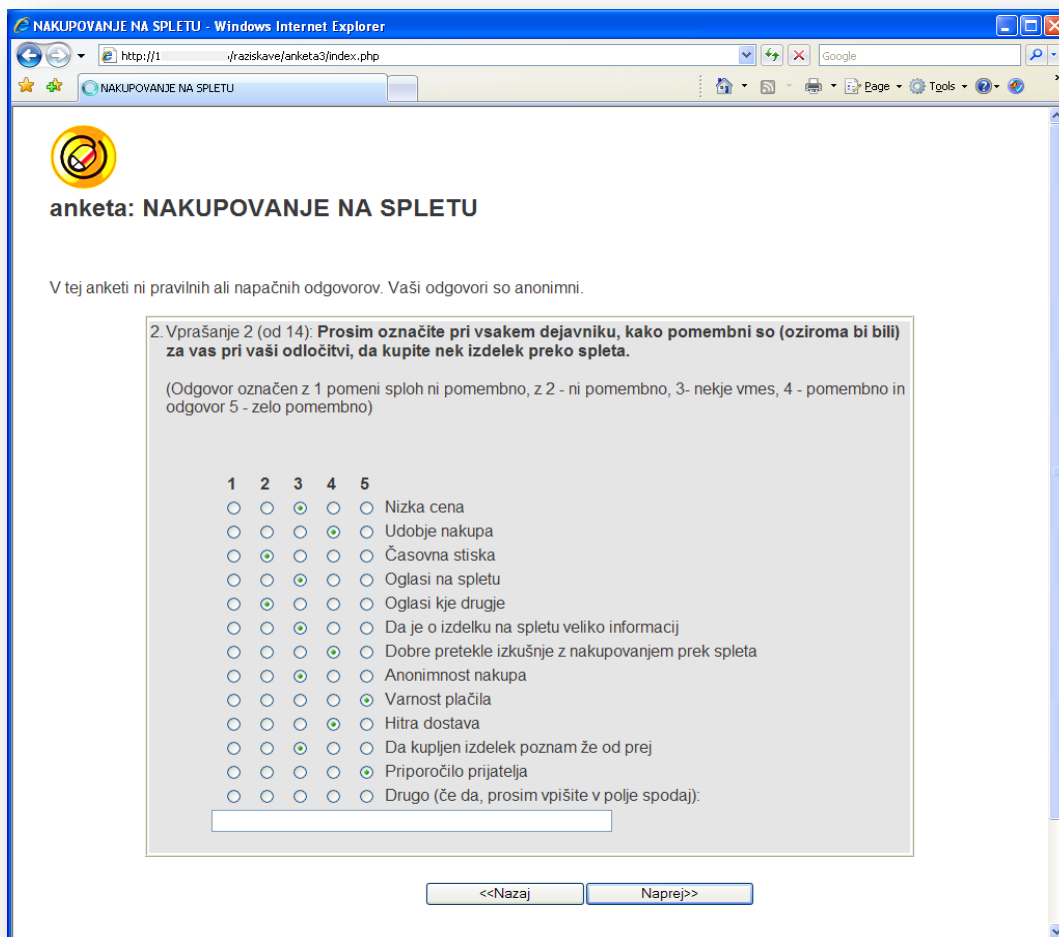 NAKUPOVANJE NA SPLETU - Windows Internet Explorer
http://1 /raziskave/anketa3/index.php
Google
NAKUPOVANJE NA SPLETU
Page Tools
anketa: NAKUPOVANJE NA SPLETU
V tej anketi ni pravilnih ali napačnih odgovorov. Vaši odgovori so anonimni.
2. Vprašanje 2 (od 14): Prosim označite pri vsakem dejavniku, kako pomembni so (oziroma bi bili)
za vas pri vaši odločitvi, da kupite nek izdelek preko spleta.
(Odgovor označen z 1 pomeni sploh ni pomembno, z 2 - ni pomembno, 3- nekje vmes, 4 - pomembno in
odgovor 5 - zelo pomembno)
1 2 3 4 5
Nizka cena
Udobje nakupa
Časovna stiska
Oglasi na spletu
Oglasi kje drugje
Da je o izdelku na spletu veliko informacij
Dobre pretekle izkušnje z nakupovanjem prek spleta
Anonimnost nakupa
Varnost plačila
Hitra dostava
Da kupljen izdelek poznam že od prej
Priporočilo prijatelja
Drugo (če da, prosim vpišite v polje spodaj):
<<Nazaj Naprej>>